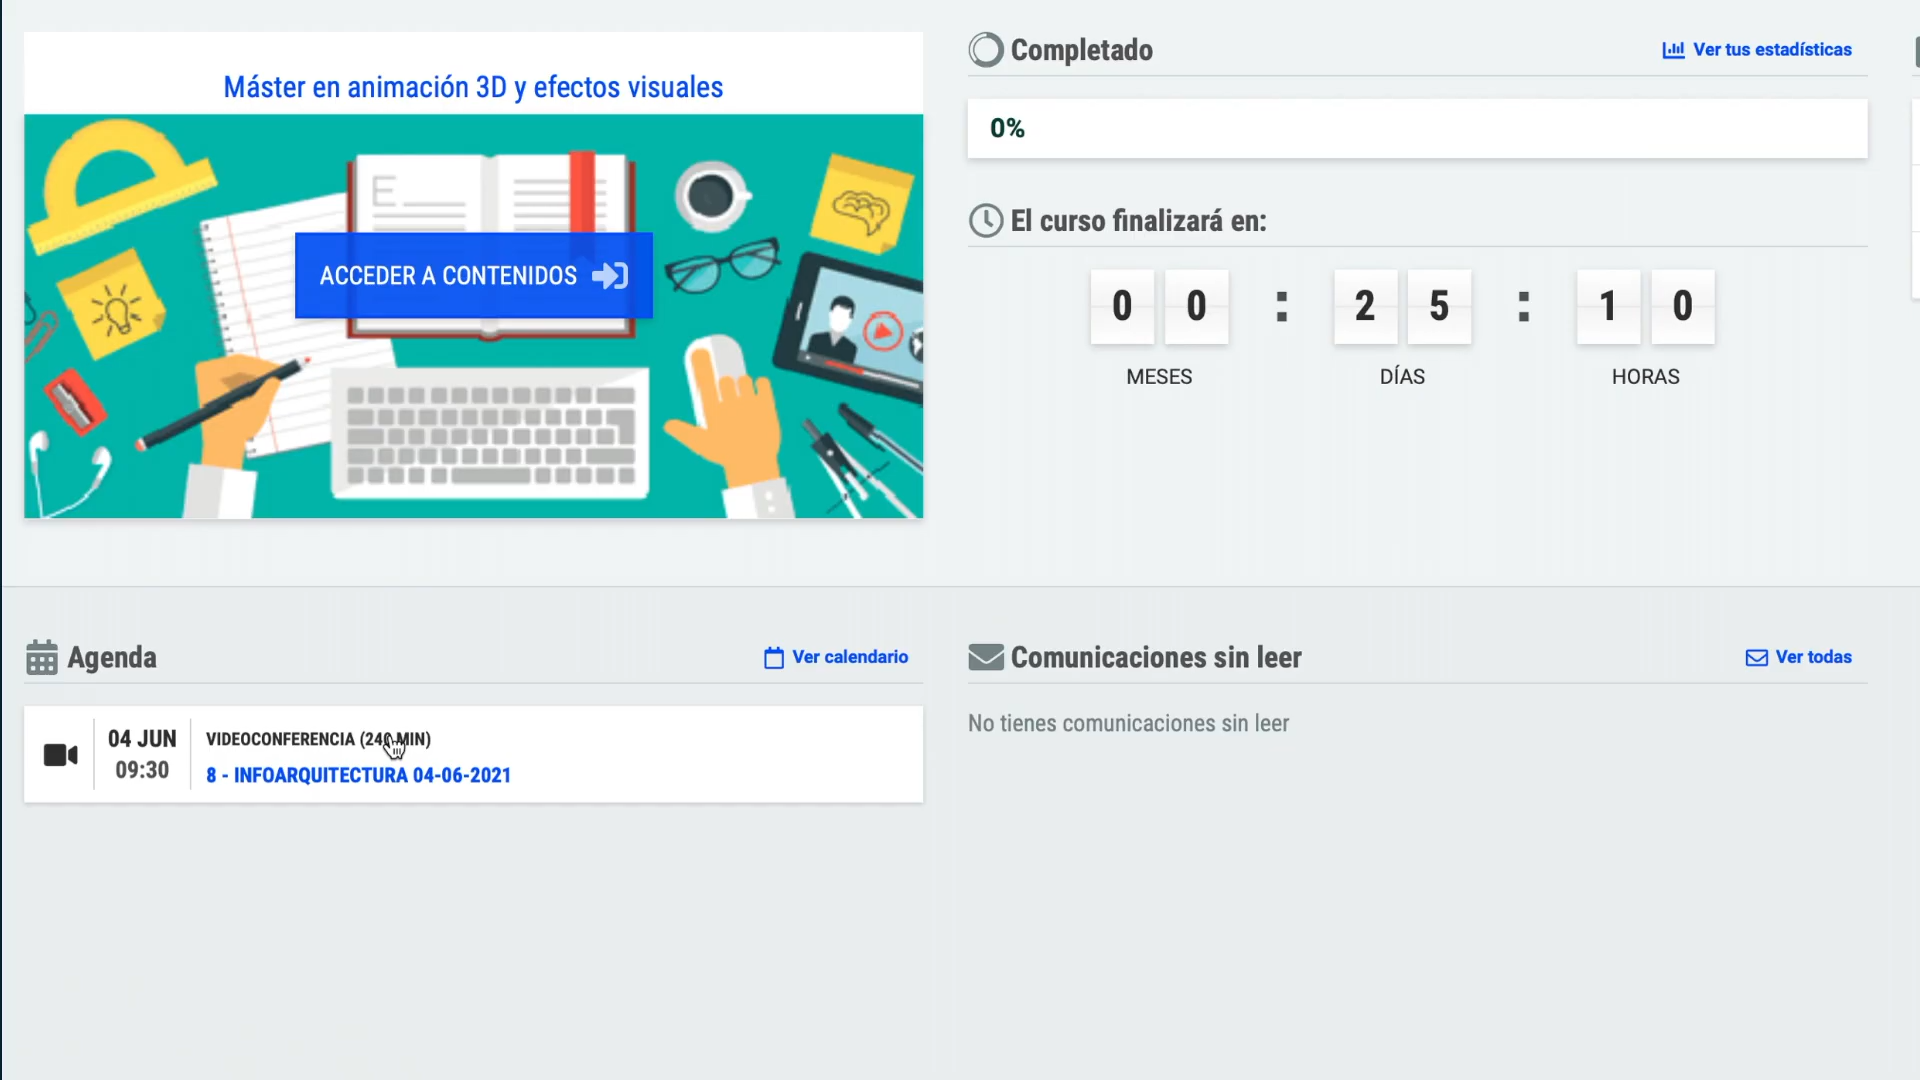 Máster en animación 3D y efectos visuales
ACCEDER A CONTENIDOS
Completado
Ver tus estadísticas
0%
El curso finalizará en:
0 0 : 2 5 : 1 0
MESES DÍAS HORAS
Agenda
Ver calendario
04 JUN
09:30
VIDEOCONFERENCIA (240 MIN)
8 - INFOARQUITECTURA 04-06-2021
Comunicaciones sin leer
Ver todas
No tienes comunicaciones sin leer